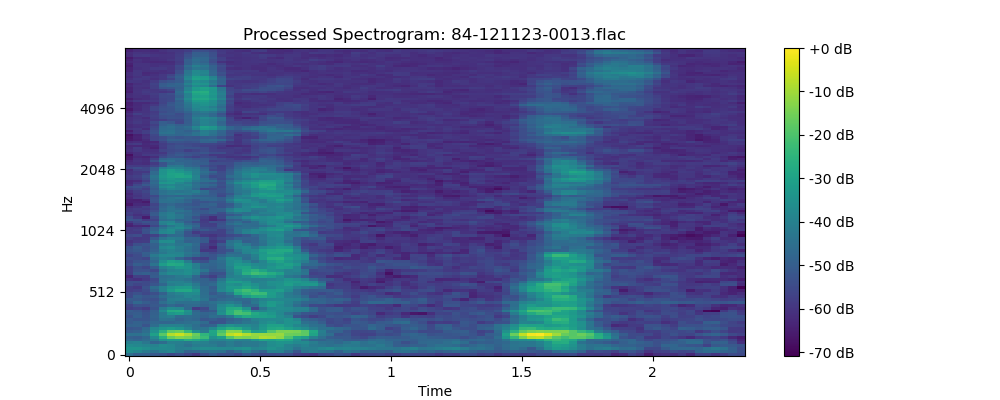 Processed Spectrogram: 84-121123-0013.flac
Hz
4096
2048
1024
512
0
0
0.5
1
1.5
2
Time
+0 dB
-10 dB
-20 dB
-30 dB
-40 dB
-50 dB
-60 dB
-70 dB